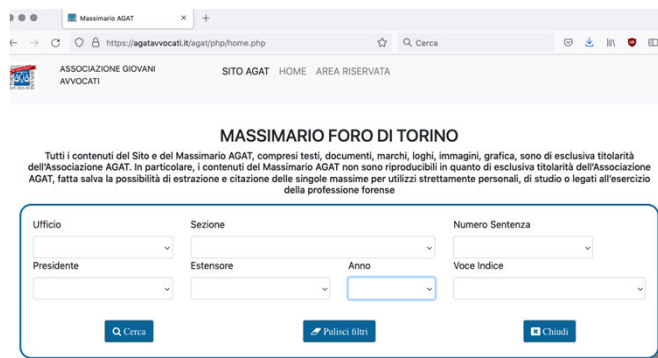 Massimario AGAT
https://agatavvocati.it/agat/php/home.php
Cerca
ASSOCIAZIONE GIOVANI
AVVOCATI
SITO AGAT HOME AREA RISERVATA
MASSIMARIO FORO DI TORINO
Tutti i contenuti del Sito e del Massimario AGAT, compresi testi, documenti, marchi, loghi, immagini, grafica, sono di esclusiva titolarità
dell'Associazione AGAT. In particolare, i contenuti del Massimario AGAT non sono riproducibili in quanto di esclusiva titolarità dell'Associazione
AGAT, fatta salva la possibilità di estrazione e citazione delle singole massime per utilizzi strettamente personali, di studio o legati all'esercizio
della professione forense
Ufficio Sezione Numero Sentenza
Presidente Estensore Anno Voce Indice
Cerca Pulisci filtri Chiudi